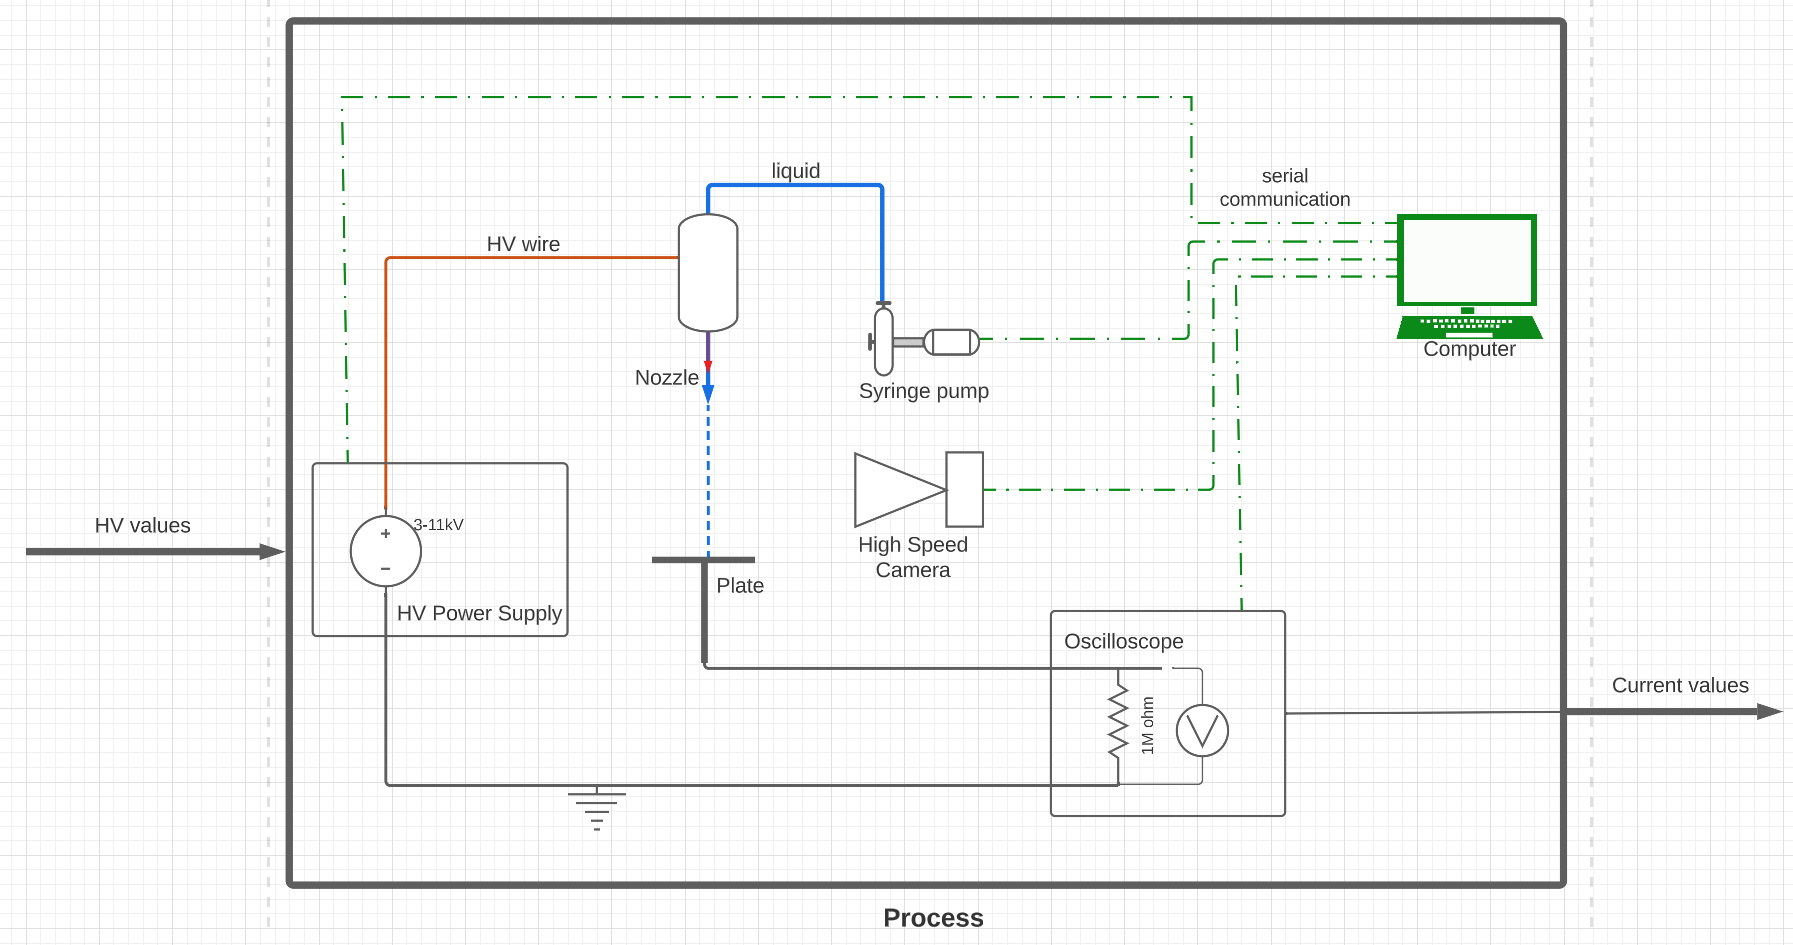 liquid
serial
communication
HV wire
Computer
Nozzle
Syringe pump
HV values
3-11kV
+
−
High Speed
Camera
Plate
HV Power Supply
Oscilloscope
1M ohm
V
Current values
Process